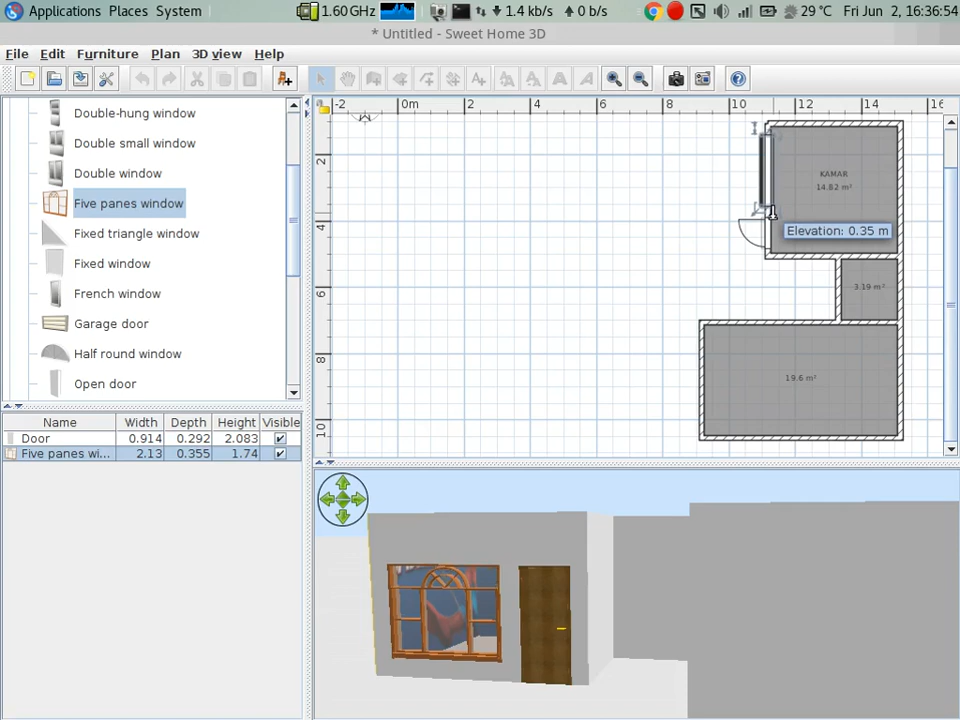 Applications Places System 1.60 GHz 1.4 kb/s 0 b/s 29 °C Fri Jun 2, 16:36:54
* Untitled - Sweet Home 3D
File Edit Furniture Plan 3D view Help
Double-hung window
Double small window
Double window
Five panes window
Fixed triangle window
Fixed window
French window
Garage door
Half round window
Open door
Name Width Depth Height Visible
Door 0.914 0.292 2.083
Five panes wi... 2.13 0.355 1.74
-2 0m 2 4 6 8 10 12 14 16
2
4
6
8
10
KAMAR
14.82 m²
Elevation: 0.35 m
3.19 m²
19.6 m²